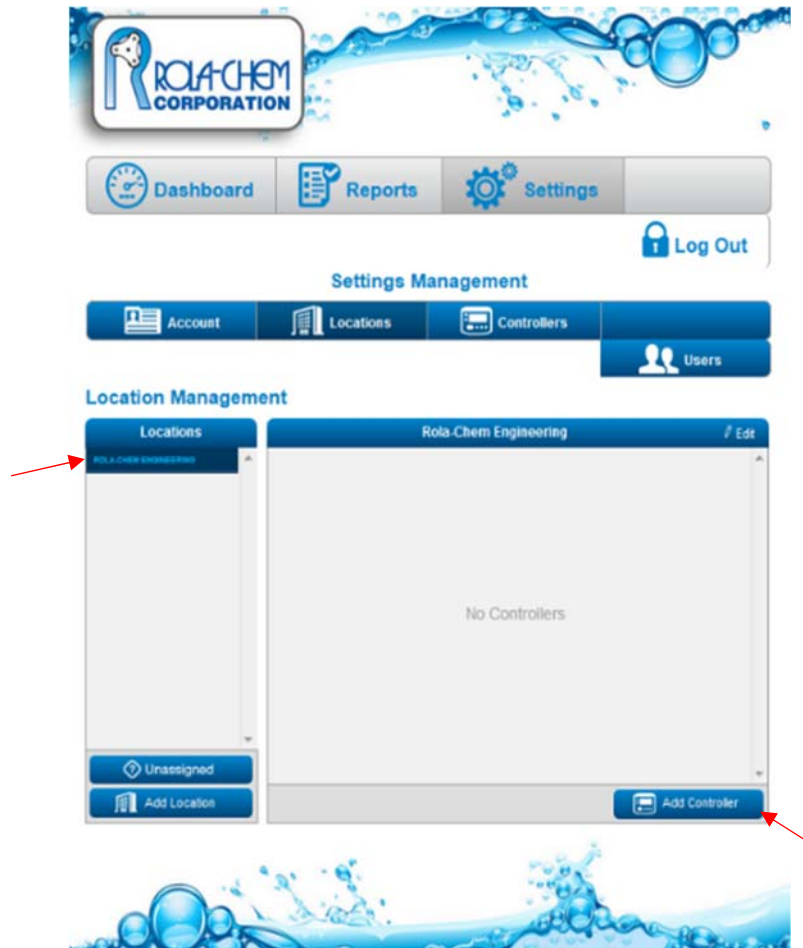 ROLA-CHEM
CORPORATION
Dashboard Reports Settings
Log Out
Settings Management
Account Locations Controllers
Users
Location Management
Locations Rola-Chem Engineering Edit
ROLA-CHEM ENGINEERING
No Controllers
Unassigned
Add Location Add Controller